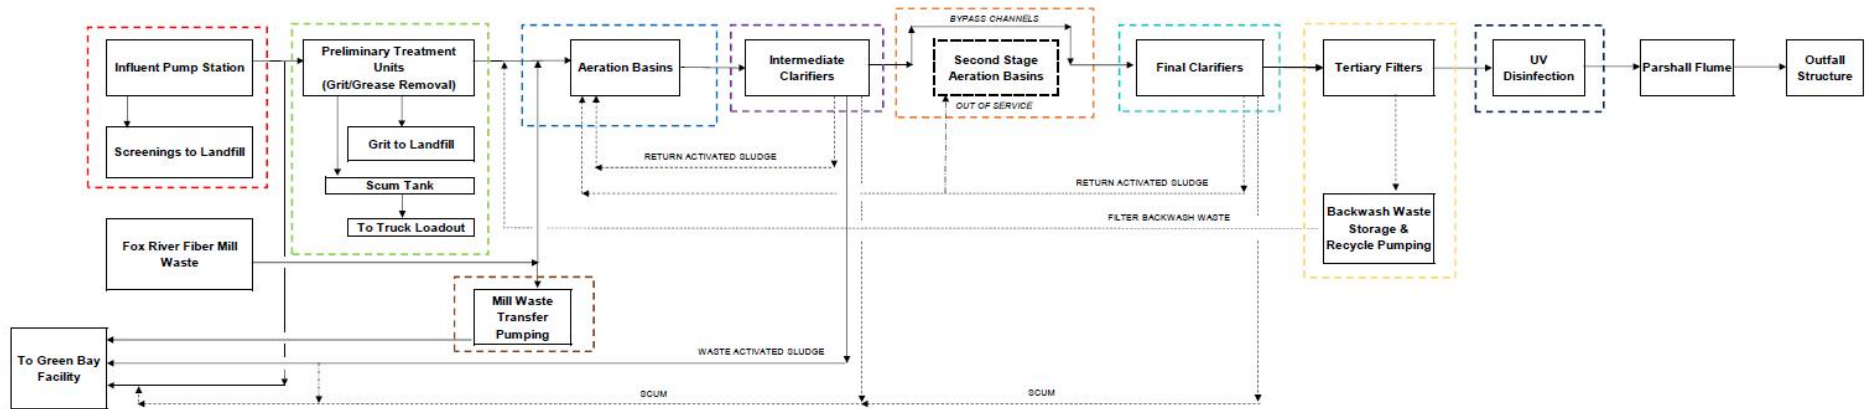 BYPASS CHANNELS
Influent Pump Station
Preliminary Treatment
Units
(Grit/Grease Removal)
Aeration Basins
Intermediate
Clarifiers
Second Stage
Aeration Basins
OUT OF SERVICE
Final Clarifiers
Tertiary Filters
UV
Disinfection
Parshall Flume
Outfall
Structure
Screenings to Landfill
Grit to Landfill
Scum Tank
To Truck Loadout
RETURN ACTIVATED SLUDGE
RETURN ACTIVATED SLUDGE
FILTER BACKWASH WASTE
Backwash Waste
Storage &
Recycle Pumping
Fox River Fiber Mill
Waste
Mill Waste
Transfer
Pumping
To Green Bay
Facility
WASTE ACTIVATED SLUDGE
SCUM
SCUM